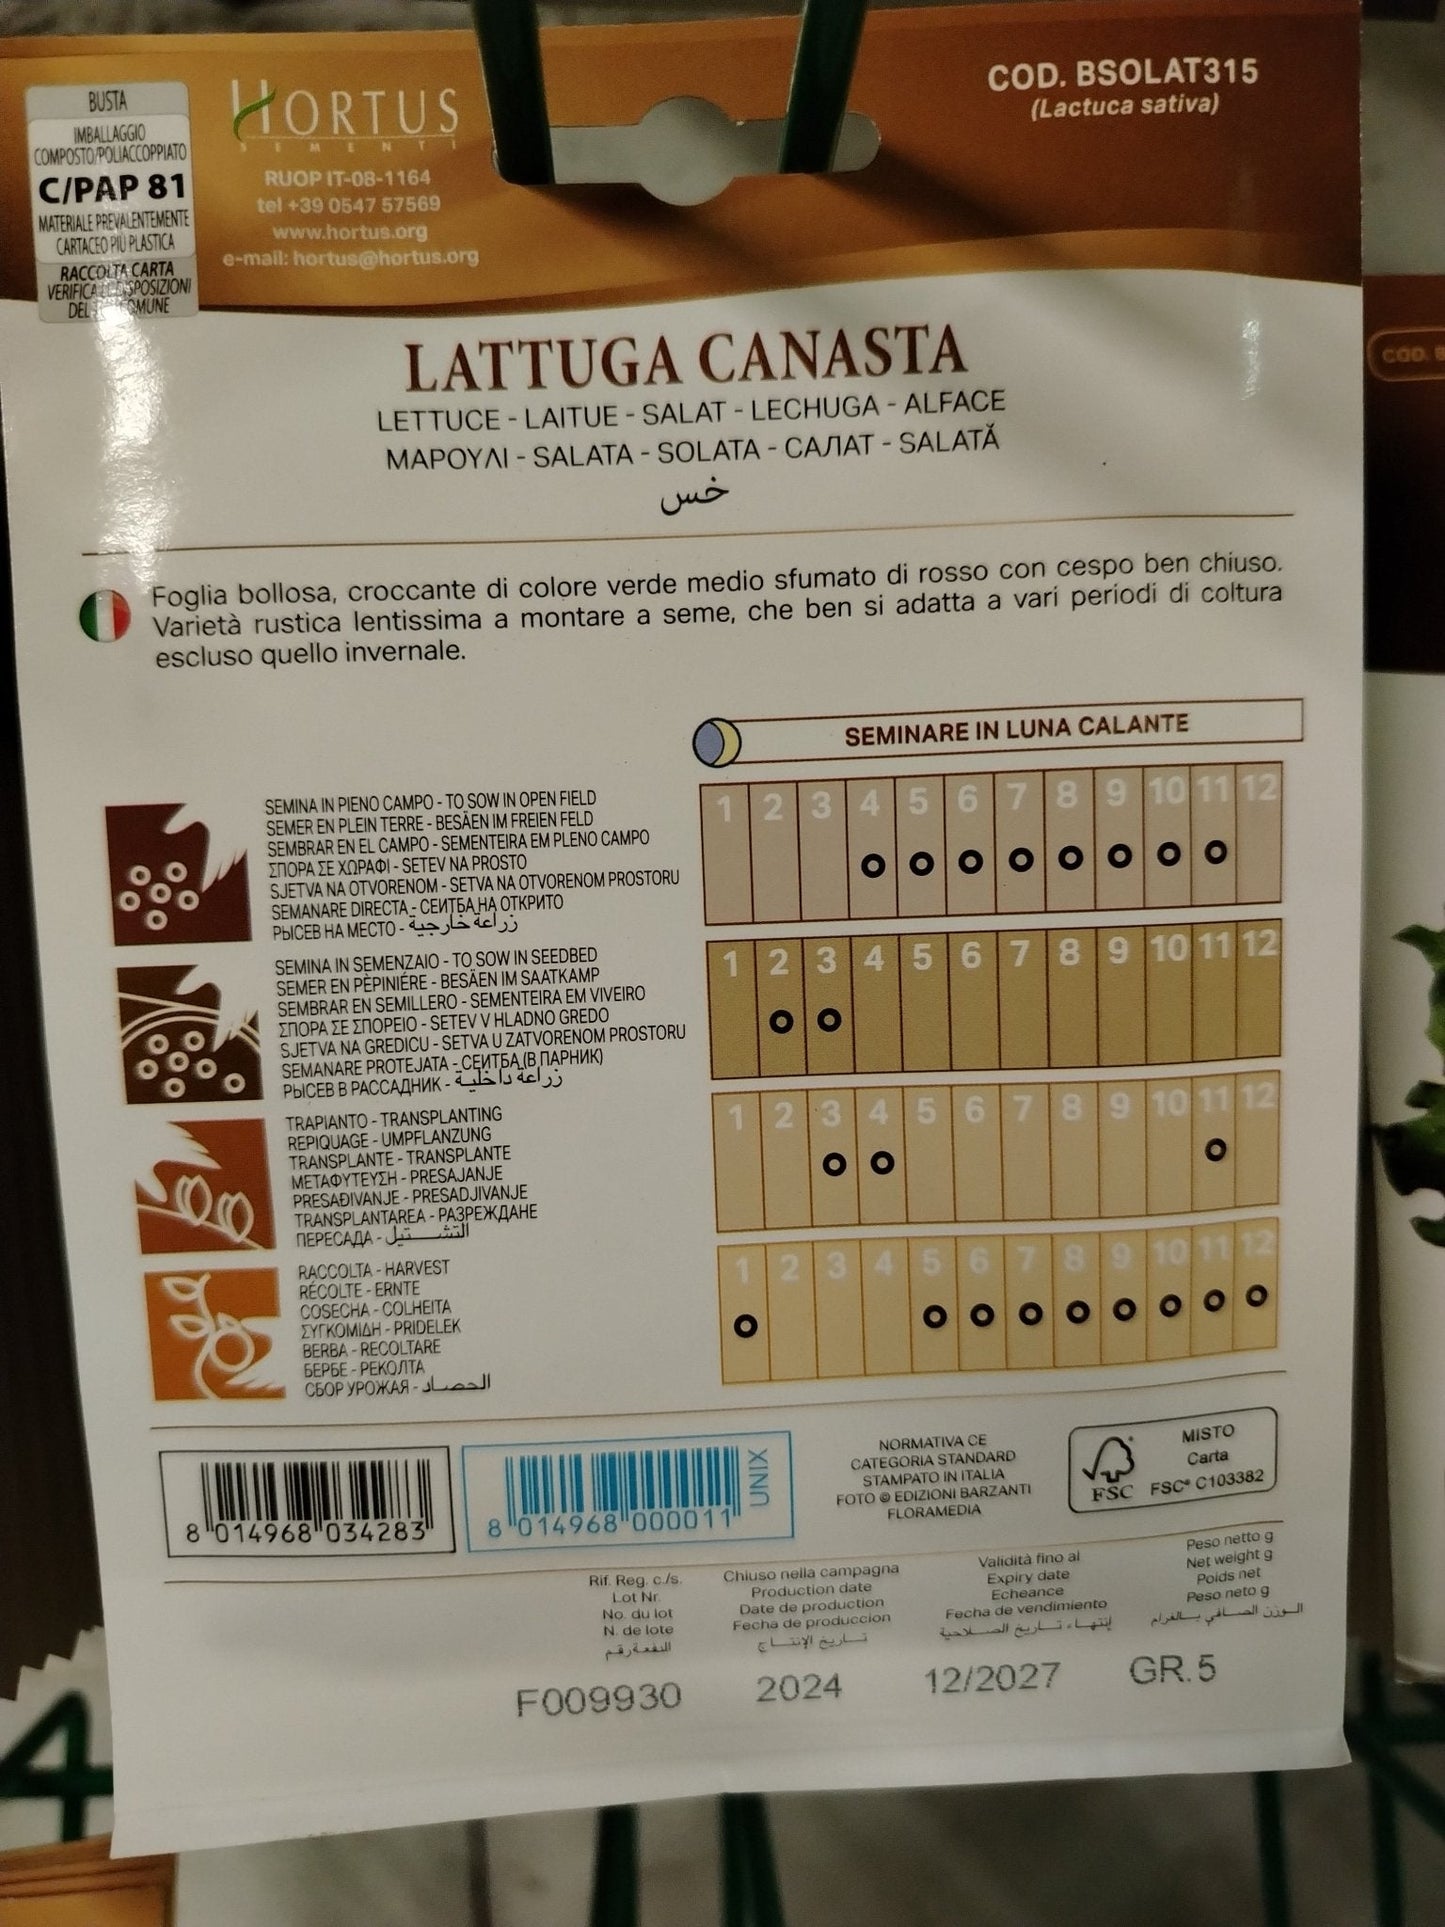 BUSTA
IMBALLAGGIO
COMPOSTO/POLIACCOPPIATO
C/PAP 81
MATERIALE PREVALENTEMENTE
CARTACEO PIÙ PLASTICA
RACCOLTA CARTA
VERIFICA DISPOSIZIONI
DEL COMUNE
HORTUS
SEMENTI
RUOP IT-08-1164
tel +39 0547 57569
www.hortus.org
e-mail: hortus@hortus.org
COD. BSOLAT315
(Lactuca sativa)
COD.
LATTUGA CANASTA
LETTUCE - LAITUE - SALAT - LECHUGA - ALFACE
ΜΑΡΟΥΛΙ - SALATA - SOLATA - САЛАТ - SALATĂ
خس
Foglia bollosa, croccante di colore verde medio sfumato di rosso con cespo ben chiuso.
Varietà rustica lentissima a montare a seme, che ben si adatta a vari periodi di coltura
escluso quello invernale.
SEMINARE IN LUNA CALANTE
SEMINA IN PIENO CAMPO - TO SOW IN OPEN FIELD
SEMER EN PLEIN TERRE - BESÄEN IM FREIEN FELD
SEMBRAR EN EL CAMPO - SEMENTEIRA EM PLENO CAMPO
ΣΠΟΡΑ ΣΕ ΧΩΡΑΦΙ - SETEV NA PROSTO
SJETVA NA OTVORENOM - SETVA NA OTVORENOM PROSTORU
SEMANARE DIRECTA - СЕИТБА НА ОТКРИТО
РЫСЕВ НА МЕСТО - زراعة خارجية
1 2 3 4 5 6 7 8 9 10 11 12
SEMINA IN SEMENZAIO - TO SOW IN SEEDBED
SEMER EN PÈPINIÉRE - BESÄEN IM SAATKAMP
SEMBRAR EN SEMILLERO - SEMENTEIRA EM VIVEIRO
ΣΠΟΡΑ ΣΕ ΣΠΟΡΕΙΟ - SETEV V HLADNO GREDO
SJETVA NA GREDICU - SETVA U ZATVORENOM PROSTORU
SEMANARE PROTEJATA - СЕИТБА (В ПАРНИК)
РЫСЕВ В РАССАДНИК - زراعة داخلية
1 2 3 4 5 6 7 8 9 10 11 12
TRAPIANTO - TRANSPLANTING
REPIQUAGE - UMPFLANZUNG
TRANSPLANTE - TRANSPLANTE
ΜΕΤΑΦΥΤΕΥΣΗ - PRESAJANJE
PRESAĐIVANJE - PRESADJIVANJE
TRANSPLANTAREA - РАЗРЕЖДАНЕ
ПЕРЕСАДА - التشتيل
1 2 3 4 5 6 7 8 9 10 11 12
RACCOLTA - HARVEST
RÉCOLTE - ERNTE
COSECHA - COLHEITA
ΣΥΓΚΟΜΙΔΗ - PRIDELEK
BERBA - RECOLTARE
БЕРБЕ - РЕКОЛТА
СБОР УРОЖАЯ - الحصاد
1 2 3 4 5 6 7 8 9 10 11 12
8 014968 034283
8 014968 000011
UNIX
NORMATIVA CE
CATEGORIA STANDARD
STAMPATO IN ITALIA
FOTO © EDIZIONI BARZANTI
FLORAMEDIA
FSC
MISTO
Carta
FSC® C103382
Rif. Reg. c./s.
Lot Nr.
No. du lot
N. de lote
Chiuso nella campagna
Production date
Date de production
Fecha de produccion
تاريخ الإنتاج
Validità fino al
Expiry date
Echeance
Fecha de vendimiento
إنتهاء تاريخ الصلاحية
Peso netto g
Net weight g
Poids net
Peso neto g
الوزن الصافي بالغرام
F009930
2024
12/2027
GR. 5